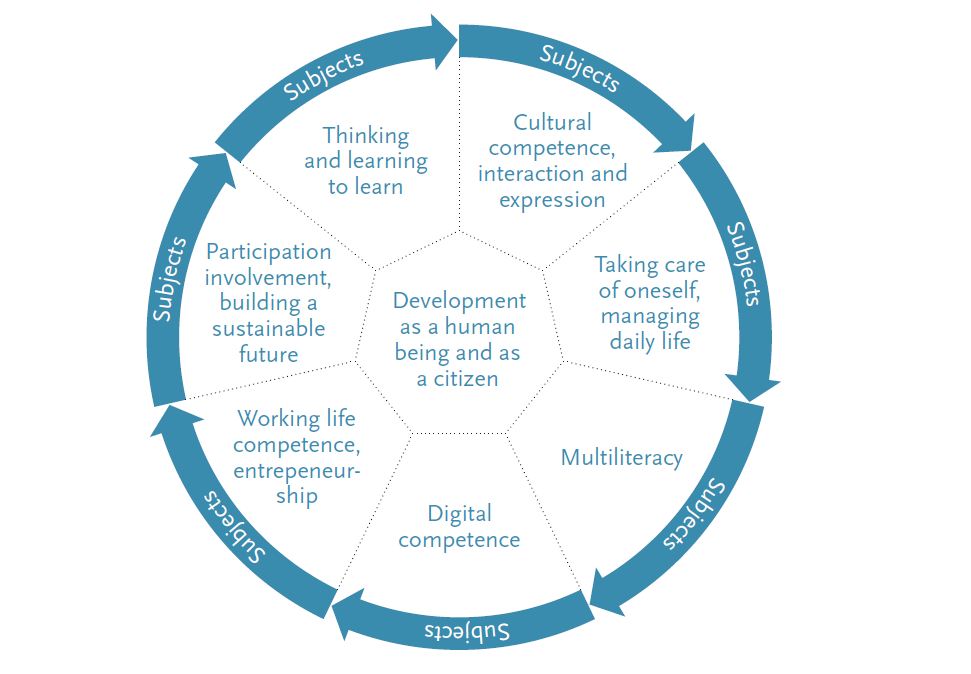 Subjects
Thinking
and learning
to learn
Subjects
Cultural
competence,
interaction and
expression
Subjects
Taking care
of oneself,
managing
daily life
Subjects
Multiliteracy
Subjects
Digital
competence
Subjects
Working life
competence,
entrepeneur-
ship
Subjects
Participation
involvement,
building a
sustainable
future
Development
as a human
being and as
a citizen